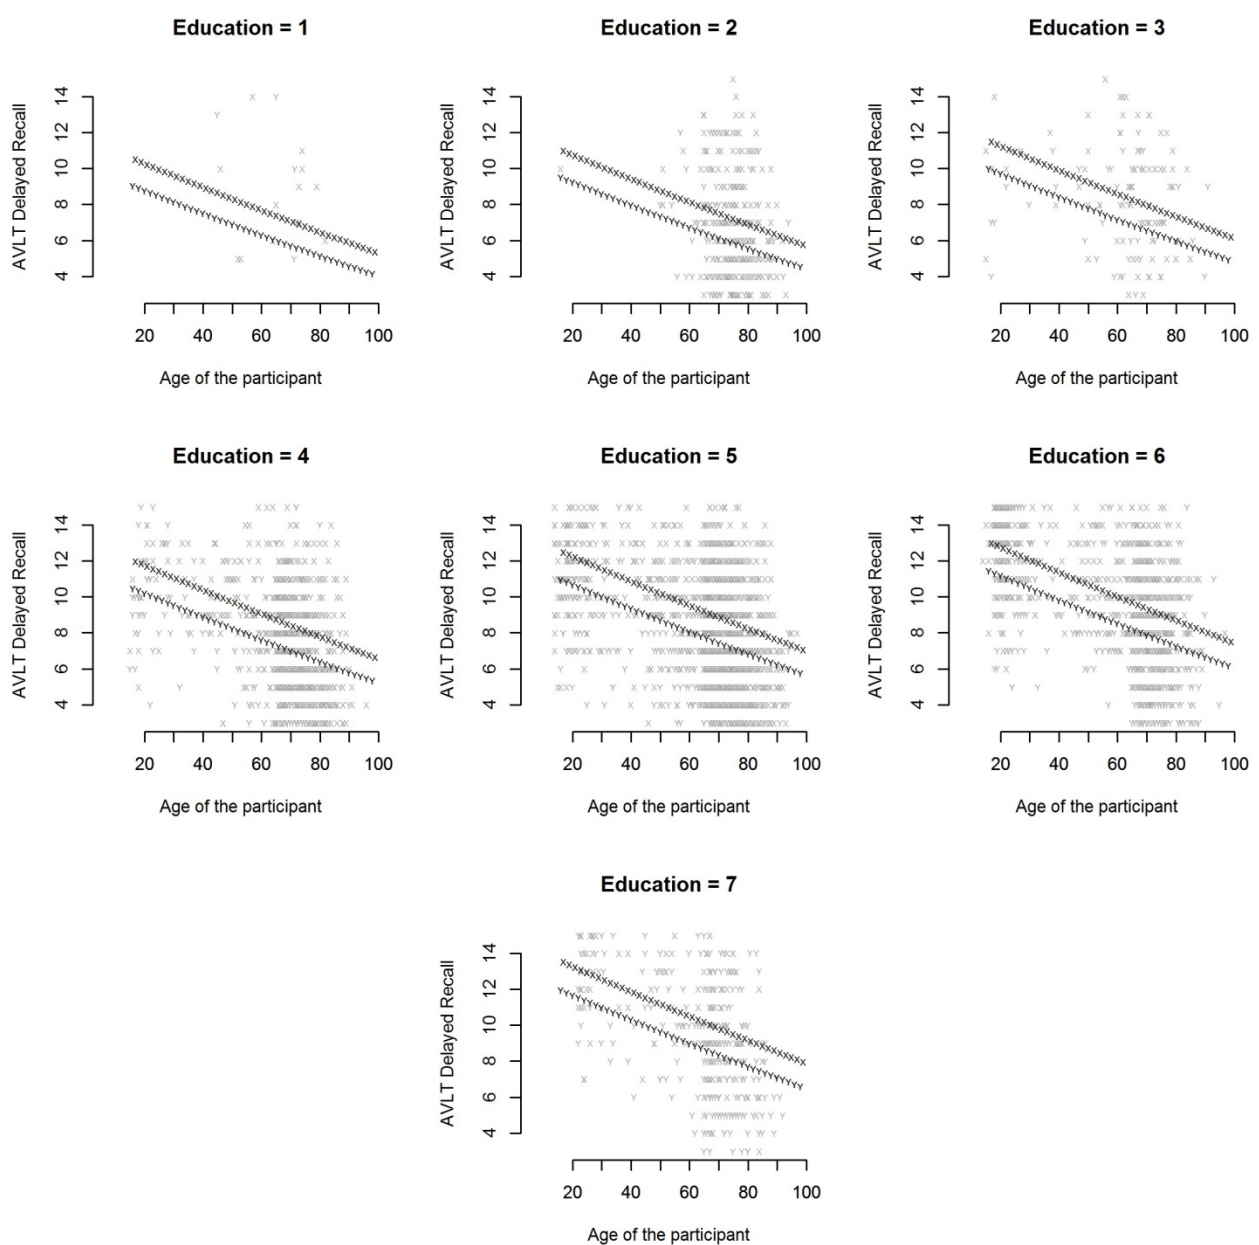 Education = 1
AVLT Delayed Recall
4 6 8 10 12 14
20 40 60 80 100
Age of the participant
Education = 2
AVLT Delayed Recall
4 6 8 10 12 14
20 40 60 80 100
Age of the participant
Education = 3
AVLT Delayed Recall
4 6 8 10 12 14
20 40 60 80 100
Age of the participant
Education = 4
AVLT Delayed Recall
4 6 8 10 12 14
20 40 60 80 100
Age of the participant
Education = 5
AVLT Delayed Recall
4 6 8 10 12 14
20 40 60 80 100
Age of the participant
Education = 6
AVLT Delayed Recall
4 6 8 10 12 14
20 40 60 80 100
Age of the participant
Education = 7
AVLT Delayed Recall
4 6 8 10 12 14
20 40 60 80 100
Age of the participant